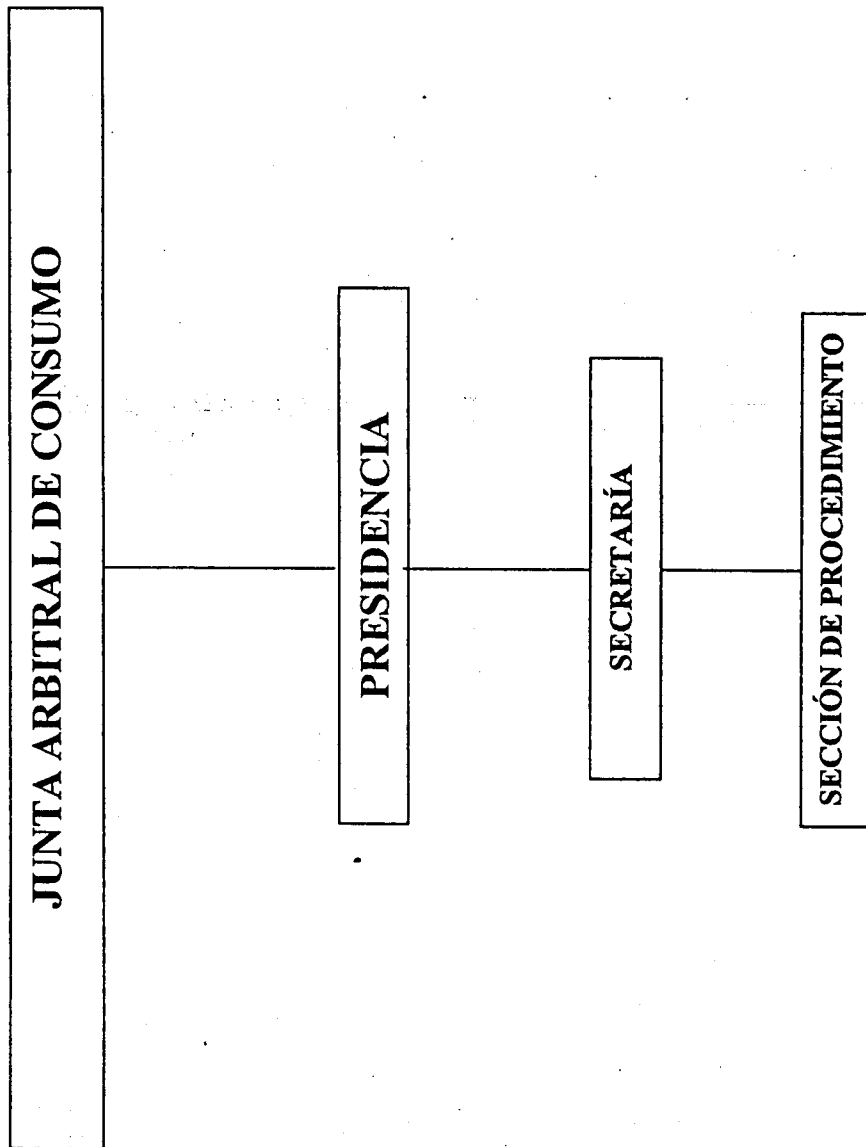 JUNTA ARBITRAL DE CONSUMO
PRESIDENCIA
SECRETARÍA
SECCIÓN DE PROCEDIMIENTO